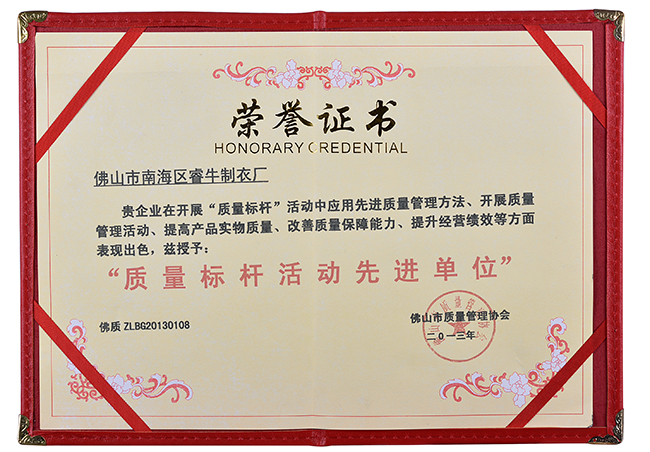 荣誉证书
HONORARY CREDENTIAL
佛山市南海区睿牛制衣厂
贵企业在开展“质量标杆”活动中应用先进质量管理方法、开展质量
管理活动、提高产品实物质量、改善质量保障能力、提升经营绩效等方面
表现出色，兹授予：
“质量标杆活动先进单位”
佛山市质量管理协会
二０一三年
佛质 ZLBG20130108